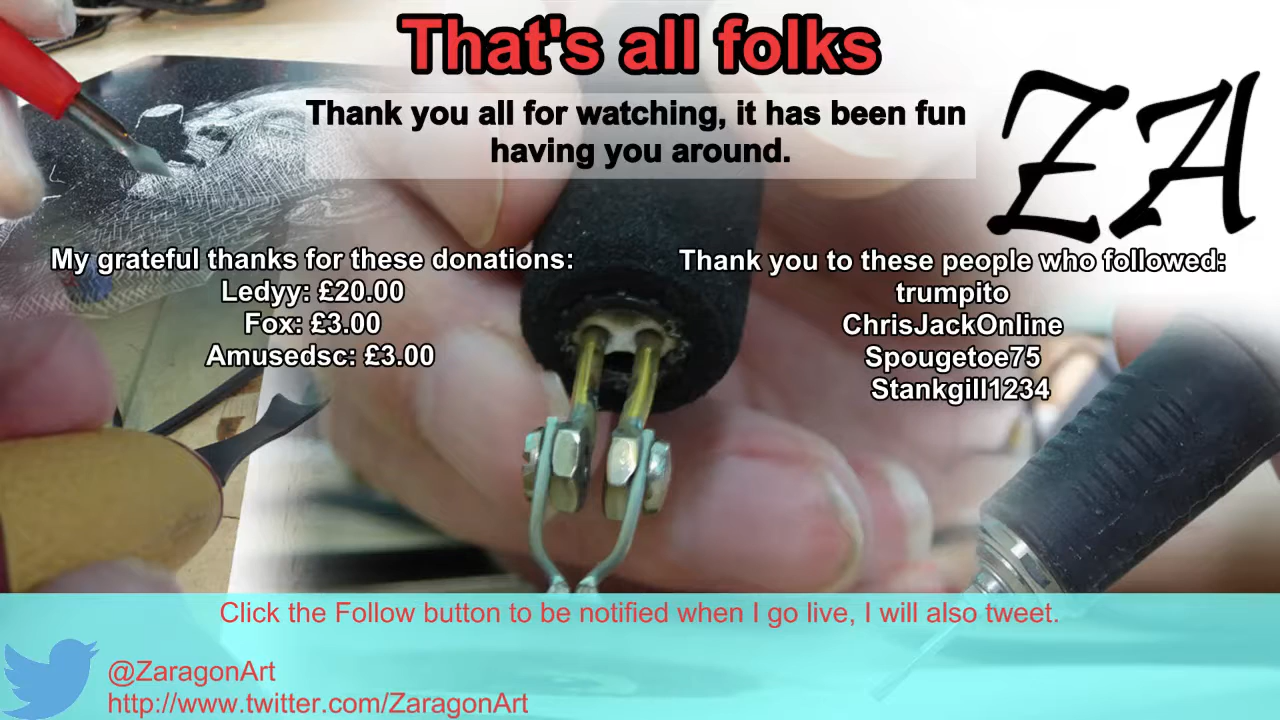 That's all folks
Thank you all for watching, it has been fun
having you around.
ZA
My grateful thanks for these donations:
Ledyy: £20.00
Fox: £3.00
Amusedsc: £3.00
Thank you to these people who followed:
trumpito
ChrisJackOnline
Spougetoe75
Stankgill1234
Click the Follow button to be notified when I go live, I will also tweet.
@ZaragonArt
http://www.twitter.com/ZaragonArt